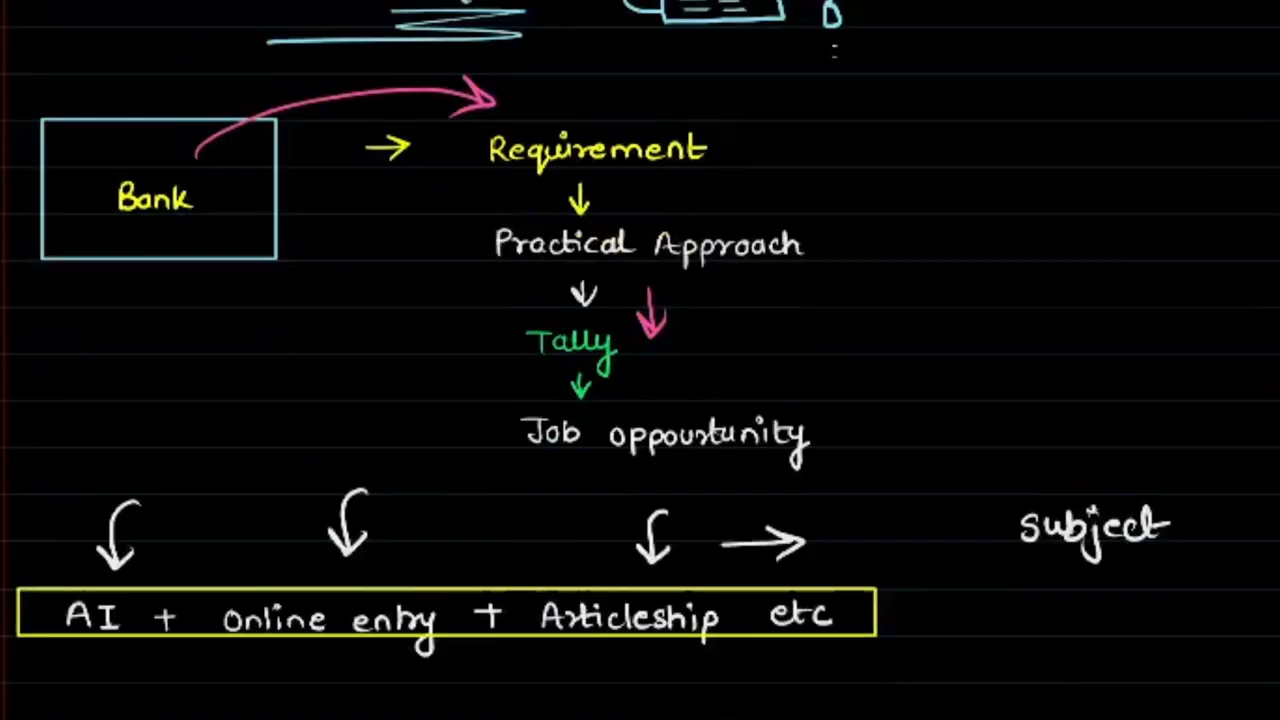 Bank → Requirement
↓
Practical Approach
↓ ↓
Tally
↓
Job oppourtunity
→ subject
AI + Online entry + Articleship etc